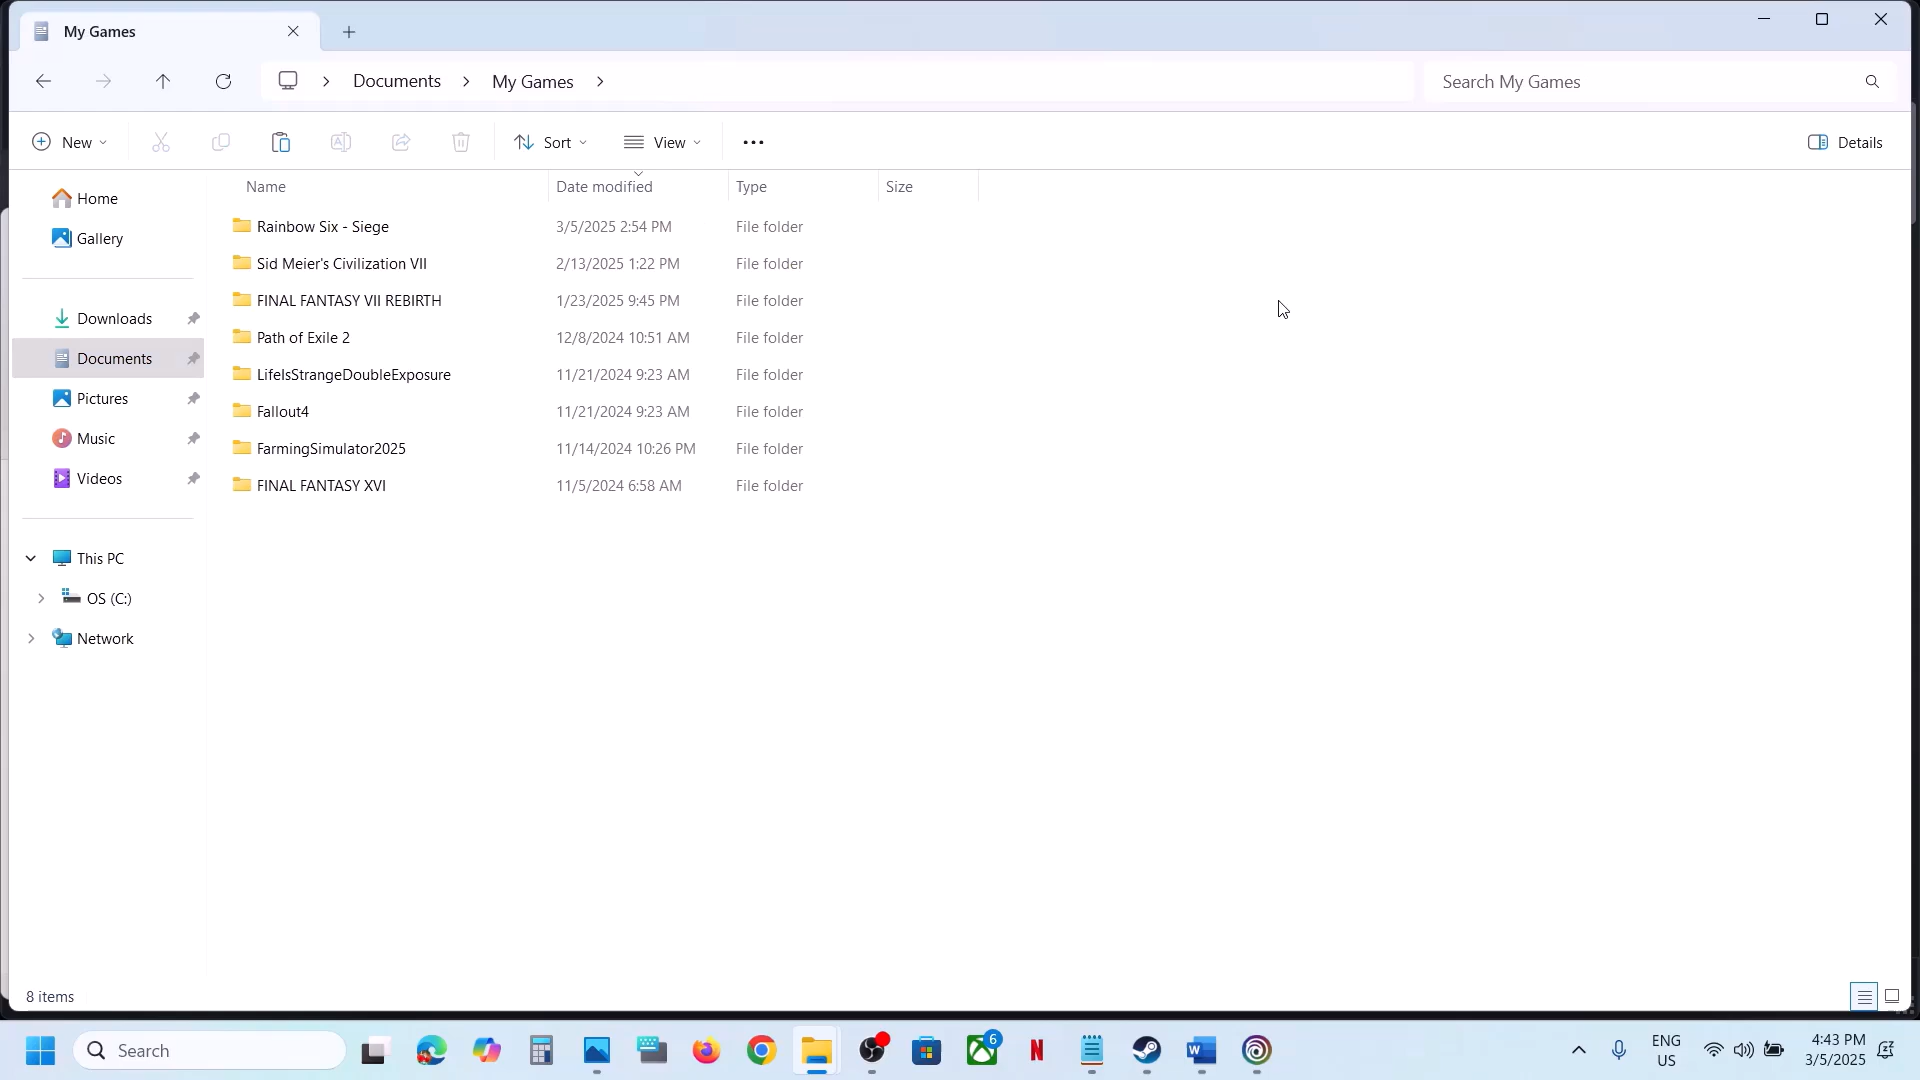 My Games
Documents
My Games
Search My Games
New
Sort
View
Details
Name
Date modified
Type
Size
Home
Gallery
Downloads
Documents
Pictures
Music
Videos
This PC
OS (C:)
Network
Rainbow Six - Siege 3/5/2025 2:54 PM File folder
Sid Meier's Civilization VII 2/13/2025 1:22 PM File folder
FINAL FANTASY VII REBIRTH 1/23/2025 9:45 PM File folder
Path of Exile 2 12/8/2024 10:51 AM File folder
LifeIsStrangeDoubleExposure 11/21/2024 9:23 AM File folder
Fallout4 11/21/2024 9:23 AM File folder
FarmingSimulator2025 11/14/2024 10:26 PM File folder
FINAL FANTASY XVI 11/5/2024 6:58 AM File folder
8 items
Search
6
ENG
US
4:43 PM
3/5/2025